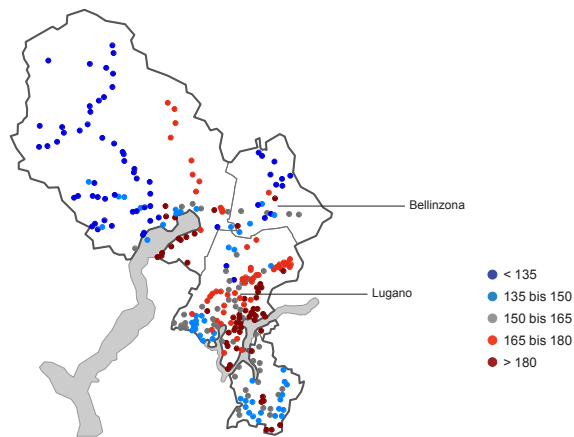 Bellinzona
Lugano
< 135
135 bis 150
150 bis 165
165 bis 180
> 180